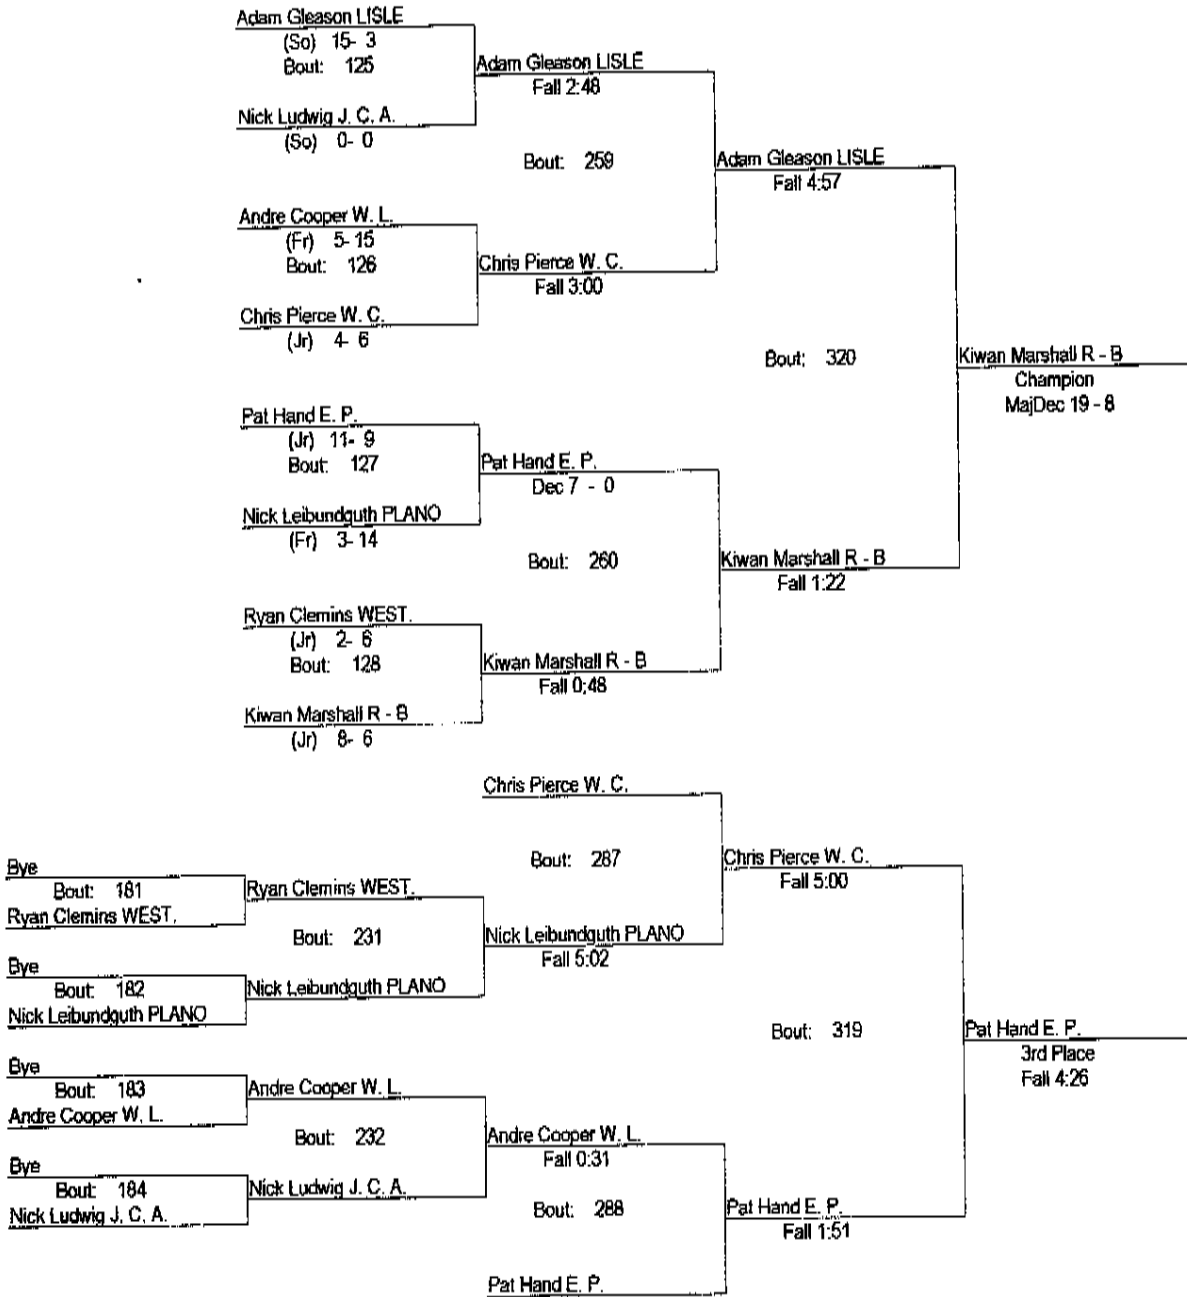 Adam Gleason LISLE
(So) 15- 3
Bout: 125
Adam Gleason LISLE
Fall 2:48
Nick Ludwig J. C. A.
(So) 0- 0
Bout: 259
Adam Gleason LISLE
Fall 4:57
Andre Cooper W. L.
(Fr) 5- 15
Bout: 126
Chris Pierce W. C.
Fall 3:00
Chris Pierce W. C.
(Jr) 4- 6
Bout: 320
Kiwan Marshall R - B
Champion
MajDec 19 - 8
Pat Hand E. P.
(Jr) 11- 9
Bout: 127
Pat Hand E. P.
Dec 7 - 0
Nick Leibundguth PLANO
(Fr) 3- 14
Bout: 260
Kiwan Marshall R - B
Fall 1:22
Ryan Clemins WEST.
(Jr) 2- 6
Bout: 128
Kiwan Marshall R - B
Fall 0:48
Kiwan Marshall R - B
(Jr) 8- 6
Chris Pierce W. C.
Bout: 287
Chris Pierce W. C.
Fall 5:00
Bye
Bout: 181
Ryan Clemins WEST.
Ryan Clemins WEST.
Bout: 231
Nick Leibundguth PLANO
Fall 5:02
Bye
Bout: 182
Nick Leibundguth PLANO
Nick Leibundguth PLANO
Bout: 319
Pat Hand E. P.
3rd Place
Fall 4:26
Bye
Bout: 183
Andre Cooper W. L.
Andre Cooper W. L.
Bout: 232
Andre Cooper W. L.
Fall 0:31
Bye
Bout: 184
Nick Ludwig J. C. A.
Nick Ludwig J. C. A.
Bout: 288
Pat Hand E. P.
Fall 1:51
Pat Hand E. P.